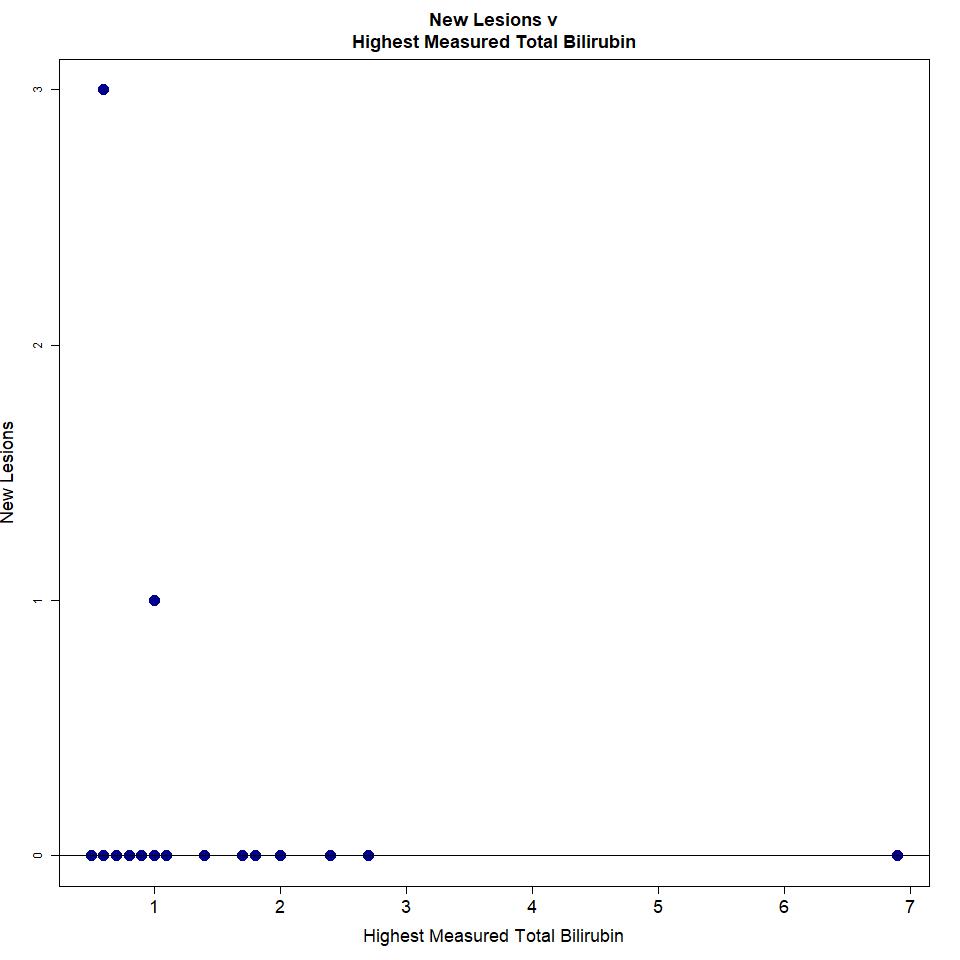 New Lesions v
Highest Measured Total Bilirubin
3
2
1
0
New Lesions
1 2 3 4 5 6 7
Highest Measured Total Bilirubin